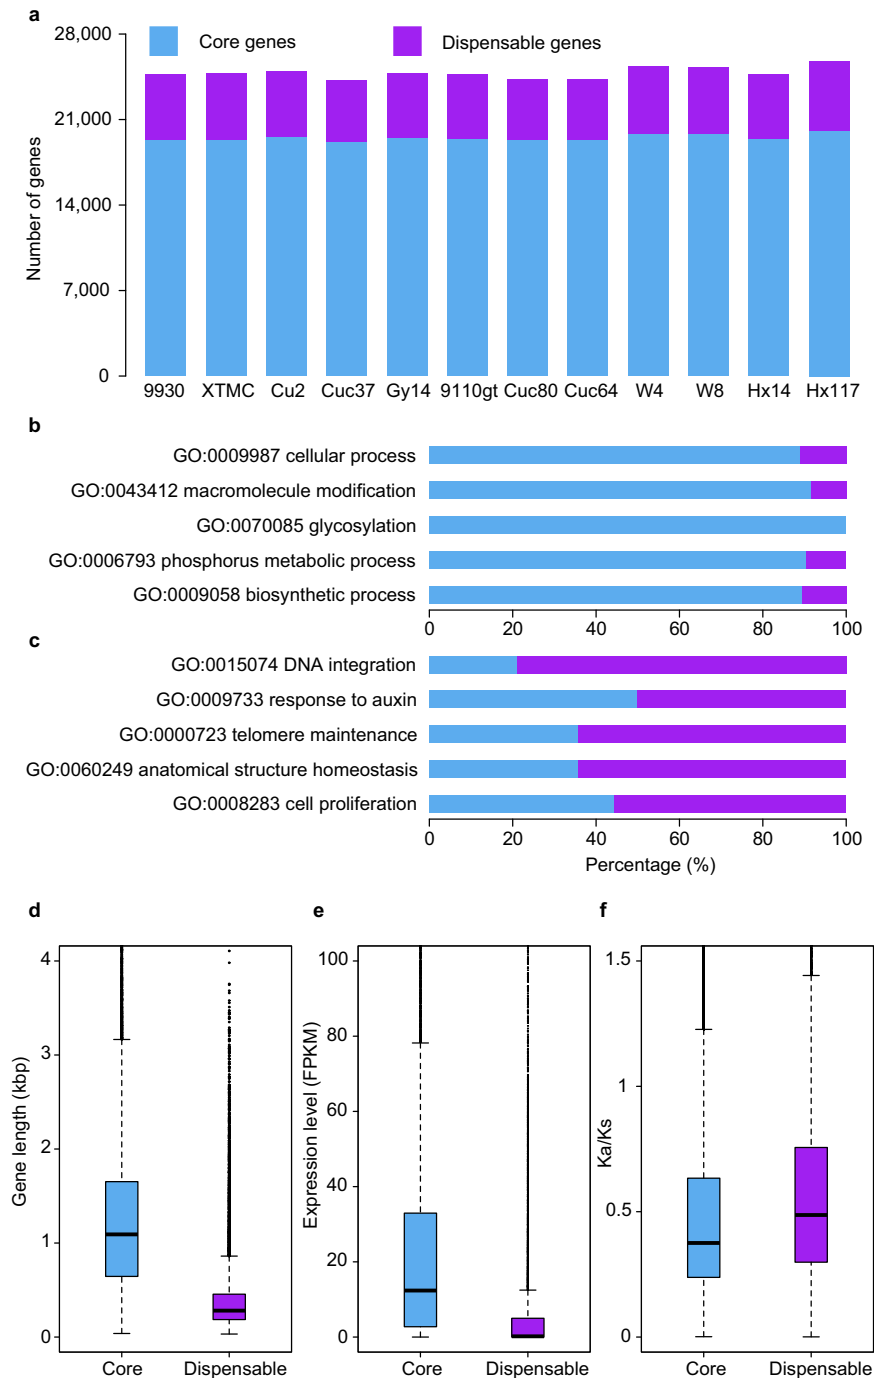 a
28,000
Core genes
Dispensable genes
21,000
14,000
7,000
0
Number of genes
9930 XTMC Cu2 Cuc37 Gy14 9110gt Cuc80 Cuc64 W4 W8 Hx14 Hx117
b
GO:0009987 cellular process
GO:0043412 macromolecule modification
GO:0070085 glycosylation
GO:0006793 phosphorus metabolic process
GO:0009058 biosynthetic process
0 20 40 60 80 100
c
GO:0015074 DNA integration
GO:0009733 response to auxin
GO:0000723 telomere maintenance
GO:0060249 anatomical structure homeostasis
GO:0008283 cell proliferation
0 20 40 60 80 100
Percentage (%)
d
4
3
2
1
0
Gene length (kbp)
Core Dispensable
e
100
80
60
40
20
0
Expression level (FPKM)
Core Dispensable
f
1.5
1
0.5
0
Ka/Ks
Core Dispensable